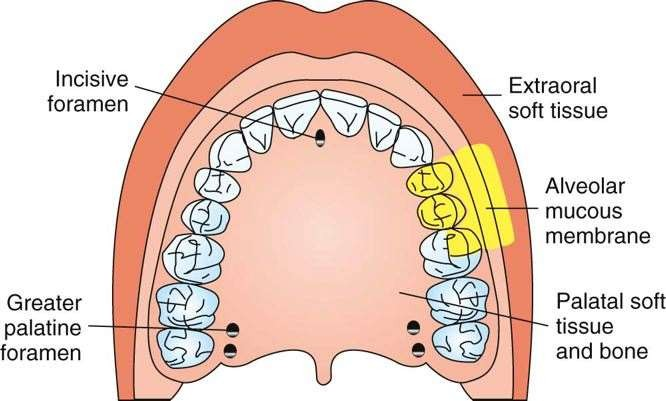 Incisive
foramen
Extraoral
soft tissue
Alveolar
mucous
membrane
Greater
palatine
foramen
Palatal soft
tissue
and bone